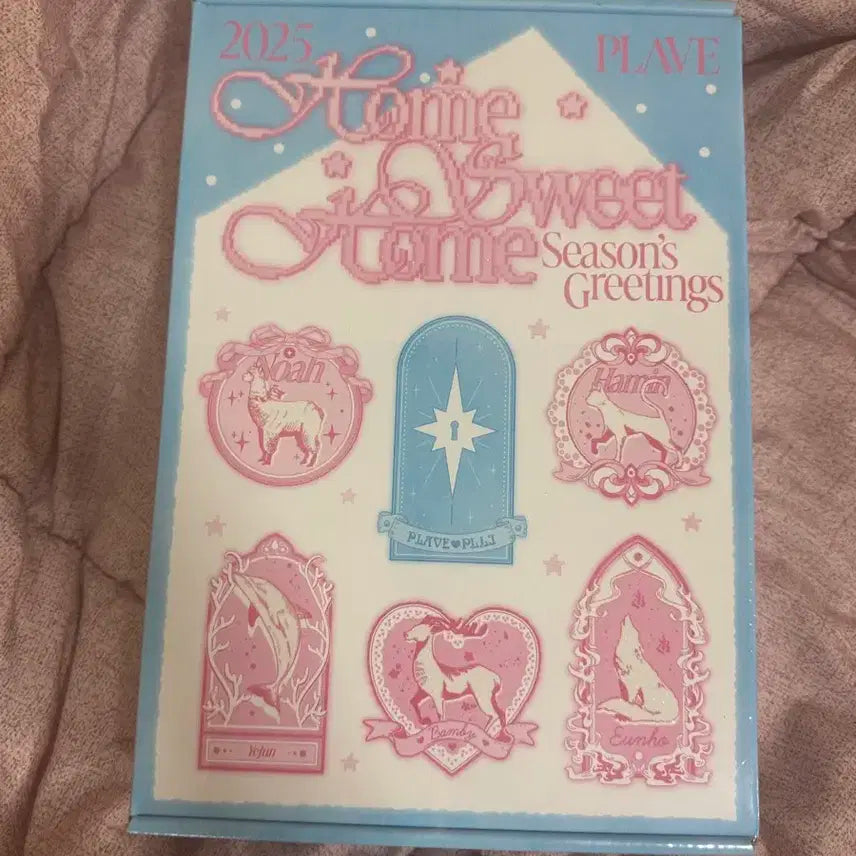 2025
PLAVE
Home
Sweet
Home
Season's
Greetings
Noah
Hamin
PLAVE♥PLLI
Yejun
Bamby
Eunho